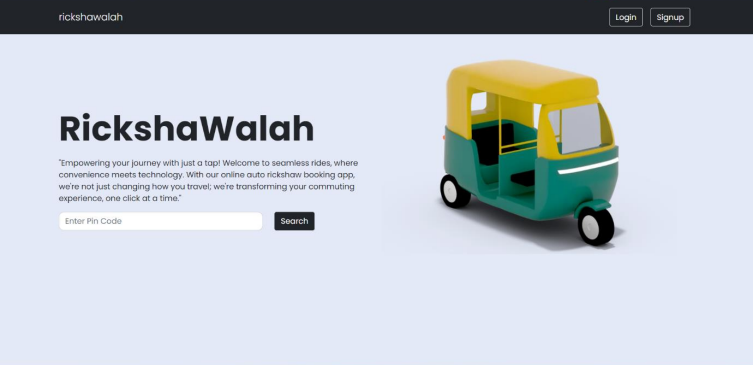 rickshawalah
Login
Signup
RickshaWalah
"Empowering your journey with just a tap! Welcome to seamless rides, where
convenience meets technology. With our online auto rickshaw booking app,
we're not just changing how you travel; we're transforming your commuting
experience, one click at a time."
Enter Pin Code
Search